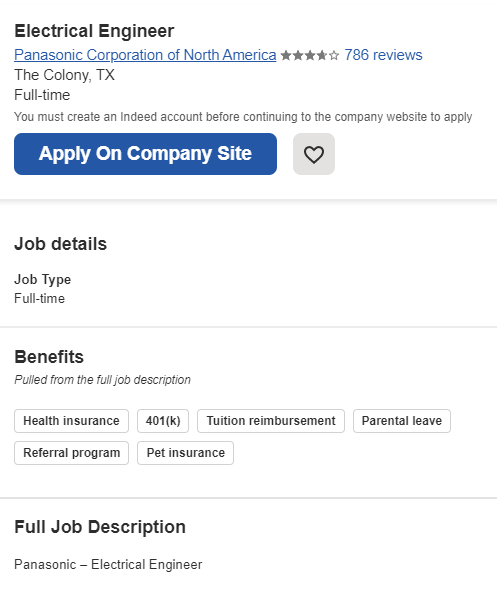 Electrical Engineer
Panasonic Corporation of North America 786 reviews
The Colony, TX
Full-time
You must create an Indeed account before continuing to the company website to apply
Apply On Company Site
Job details
Job Type
Full-time
Benefits
Pulled from the full job description
Health insurance 401(k) Tuition reimbursement Parental leave
Referral program Pet insurance
Full Job Description
Panasonic – Electrical Engineer